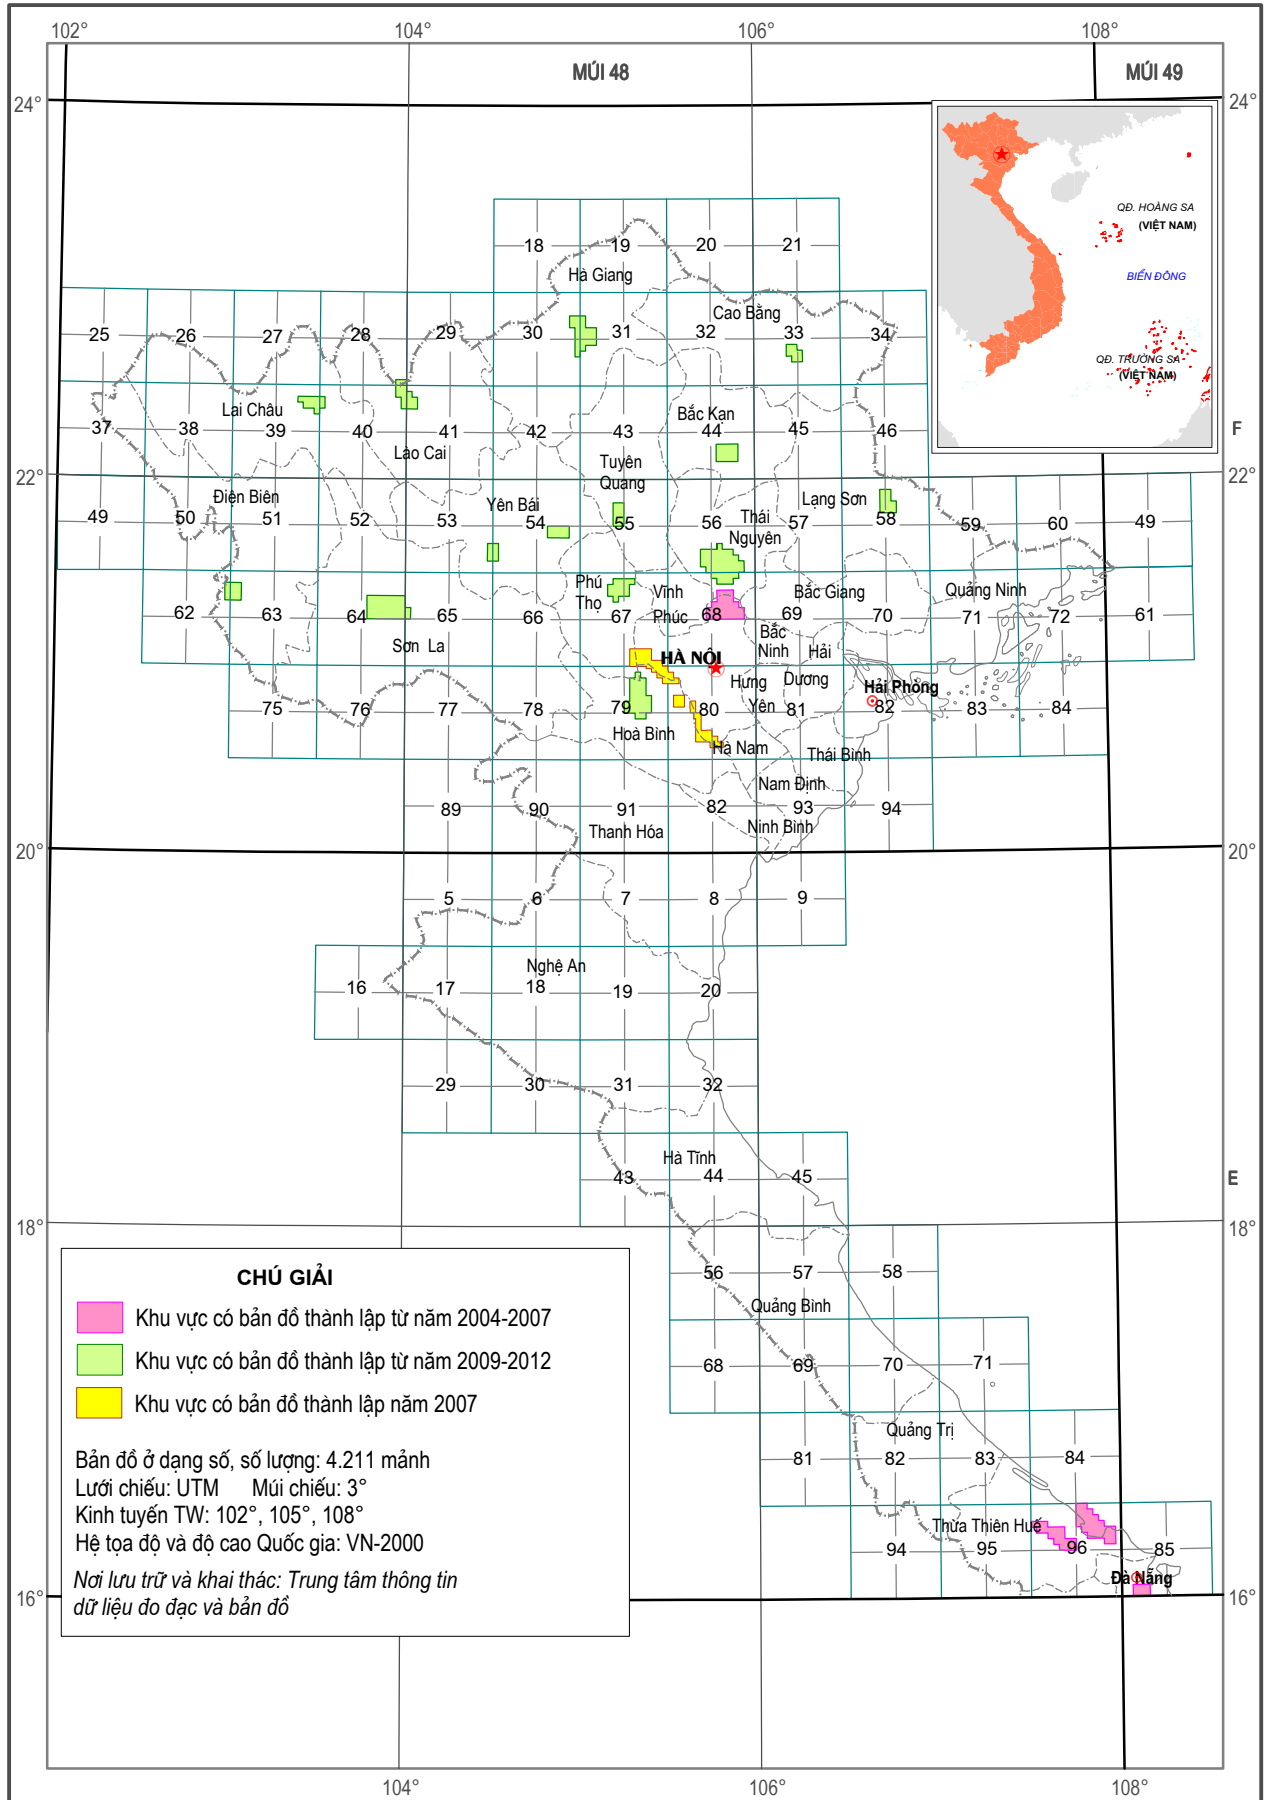 102°
104°
106°
108°
MÚI 48
MÚI 49
24°
24°
QĐ. HOÀNG SA
(VIỆT NAM)
BIỂN ĐÔNG
QĐ. TRƯỜNG SA
(VIỆT NAM)
18
19
20
21
Hà Giang
Cao Bằng
25
26
27
28
29
30
31
32
33
34
Lai Châu
Bắc Kạn
37
38
39
40
41
42
43
44
45
46
F
Lào Cai
Tuyên
Quang
22°
22°
Điện Biên
Yên Bái
Lạng Sơn
49
50
51
52
53
54
55
56
57
58
59
60
49
Thái
Nguyên
Phú
Thọ
Vĩnh
Phúc
Bắc Giang
Quảng Ninh
62
63
64
65
66
67
68
69
70
71
72
61
Sơn La
Bắc
Ninh
Hải
Dương
HÀ NỘI
Hưng
Yên
Hải Phòng
75
76
77
78
79
80
81
82
83
84
Hoà Bình
Hà Nam
Thái Bình
Nam Định
89
90
91
82
93
94
Thanh Hóa
Ninh Bình
20°
20°
5
6
7
8
9
Nghệ An
16
17
18
19
20
29
30
31
32
Hà Tĩnh
43
44
45
E
18°
18°
56
57
58
Quảng Bình
68
69
70
71
Quảng Trị
81
82
83
84
Thừa Thiên Huế
94
95
96
85
Đà Nẵng
16°
16°
CHÚ GIẢI
Khu vực có bản đồ thành lập từ năm 2004-2007
Khu vực có bản đồ thành lập từ năm 2009-2012
Khu vực có bản đồ thành lập năm 2007
Bản đồ ở dạng số, số lượng: 4.211 mảnh
Lưới chiếu: UTM Múi chiếu: 3°
Kinh tuyến TW: 102°, 105°, 108°
Hệ tọa độ và độ cao Quốc gia: VN-2000
Nơi lưu trữ và khai thác: Trung tâm thông tin
dữ liệu đo đạc và bản đồ
104°
106°
108°